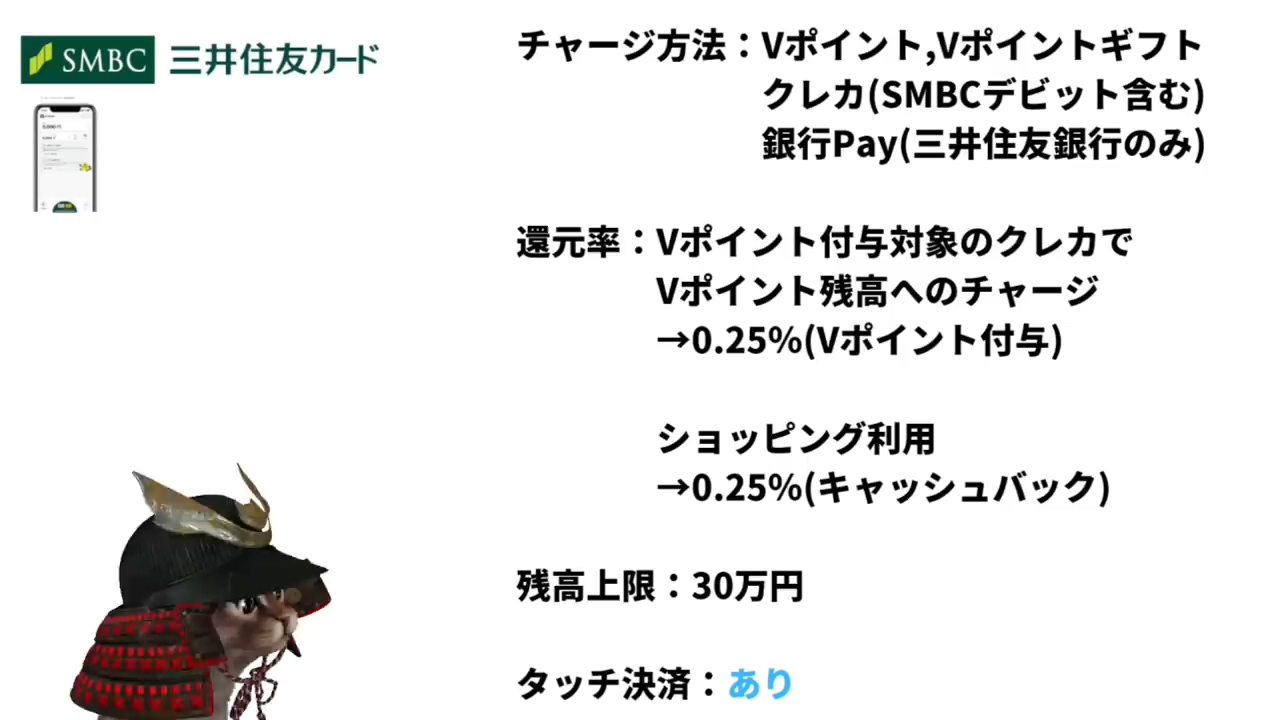 SMBC 三井住友カード
チャージ方法：Vポイント,Vポイントギフト
クレカ(SMBCデビット含む)
銀行Pay(三井住友銀行のみ)
還元率：Vポイント付与対象のクレカで
Vポイント残高へのチャージ
→0.25%(Vポイント付与)
ショッピング利用
→0.25%(キャッシュバック)
残高上限：30万円
タッチ決済：あり